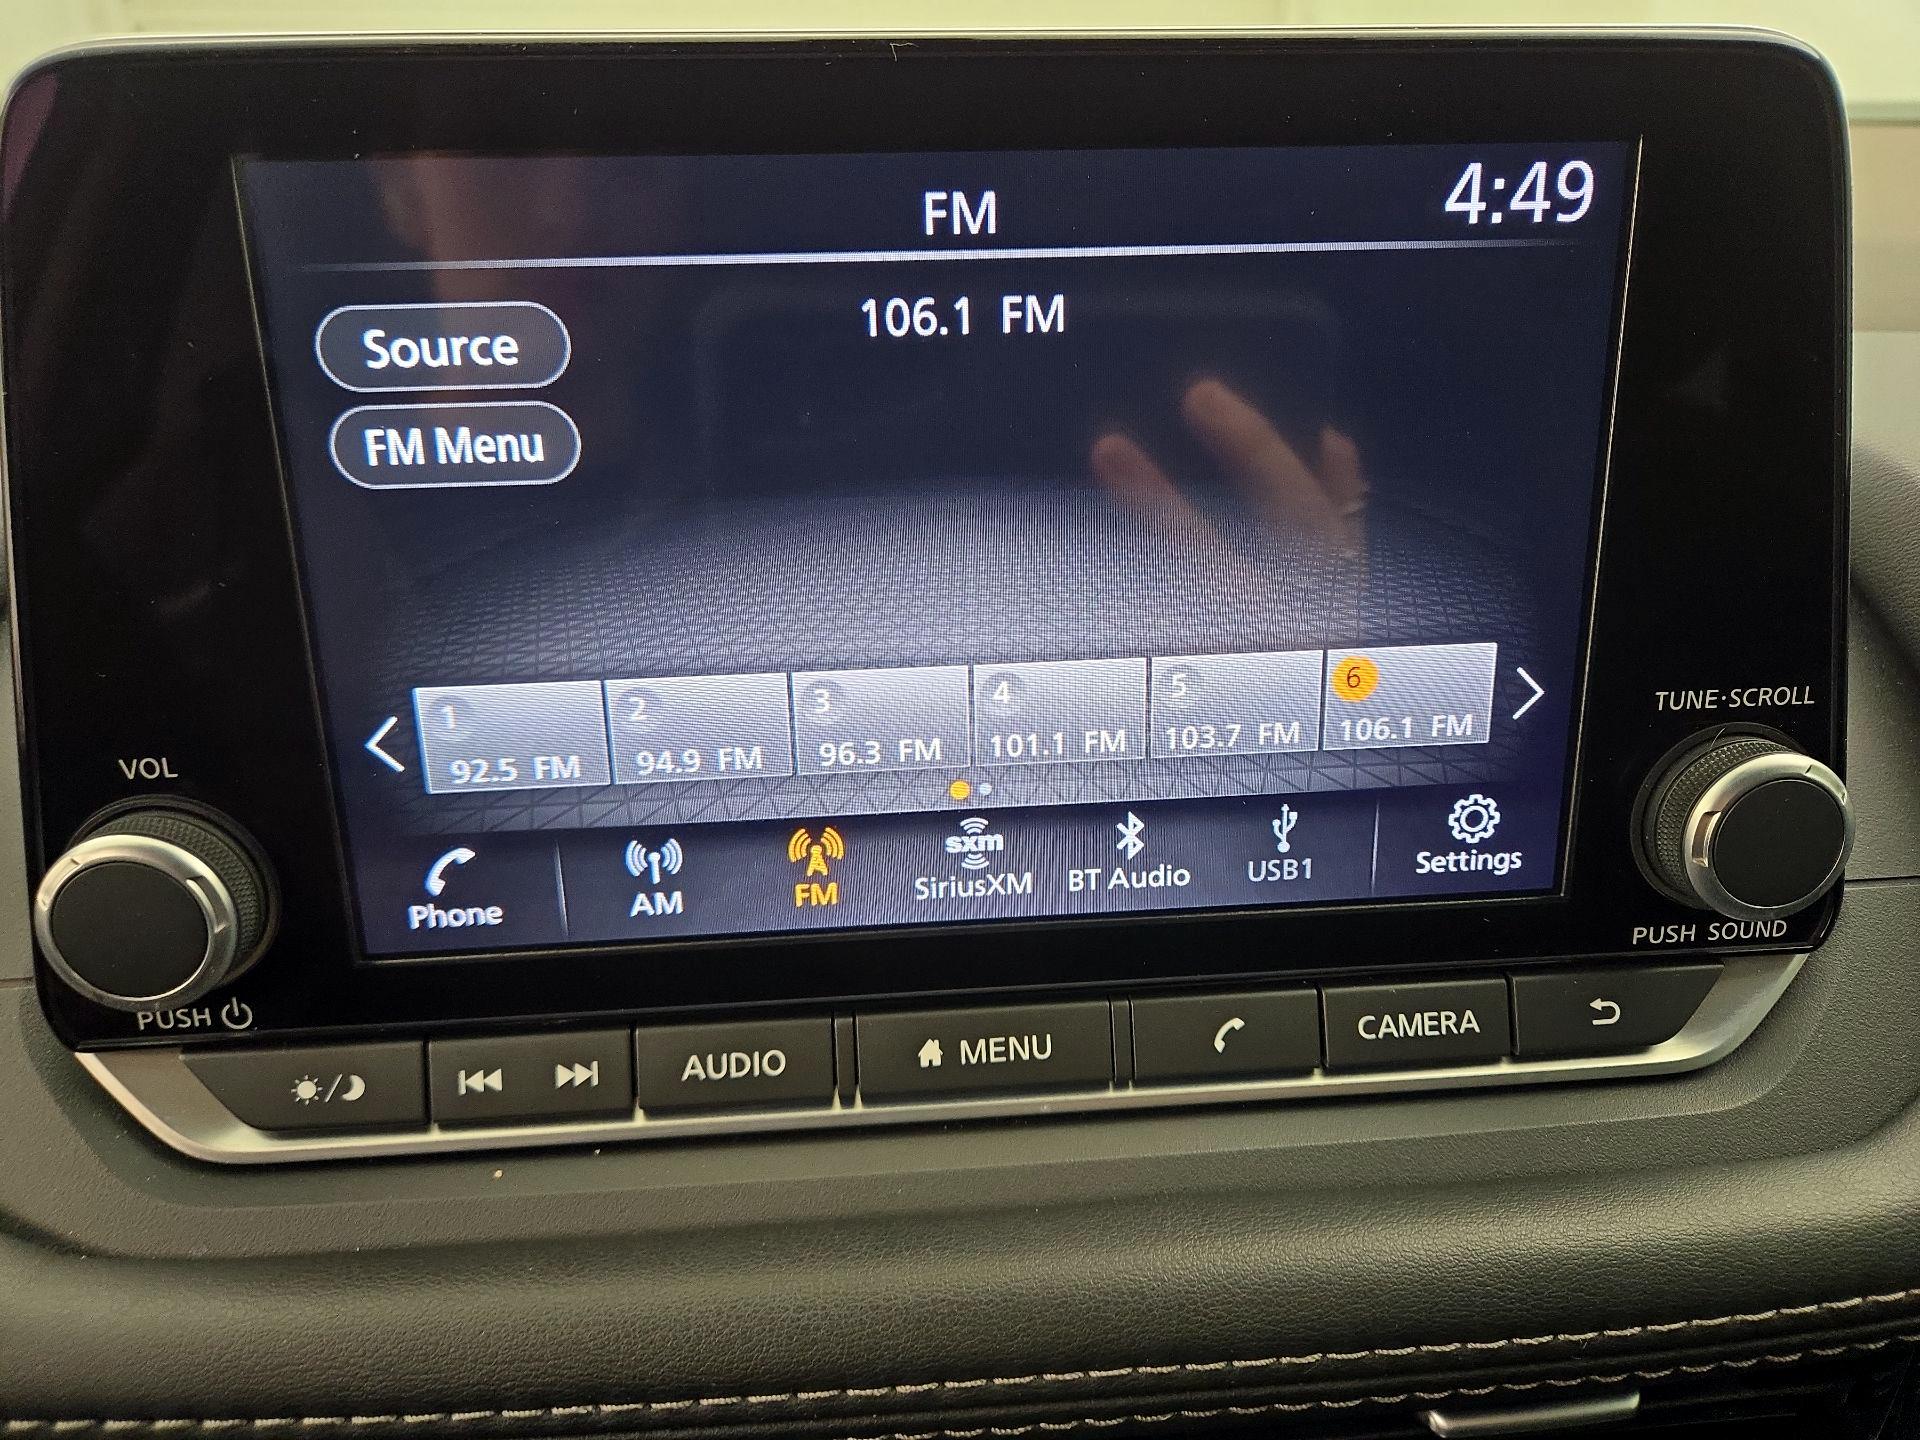 FM
4:49
106.1 FM
Source
FM Menu
1
92.5 FM
2
94.9 FM
3
96.3 FM
4
101.1 FM
5
103.7 FM
6
106.1 FM
Phone
AM
FM
sxm
SiriusXM
BT Audio
USB1
Settings
VOL
PUSH
TUNE·SCROLL
PUSH SOUND
AUDIO
MENU
CAMERA